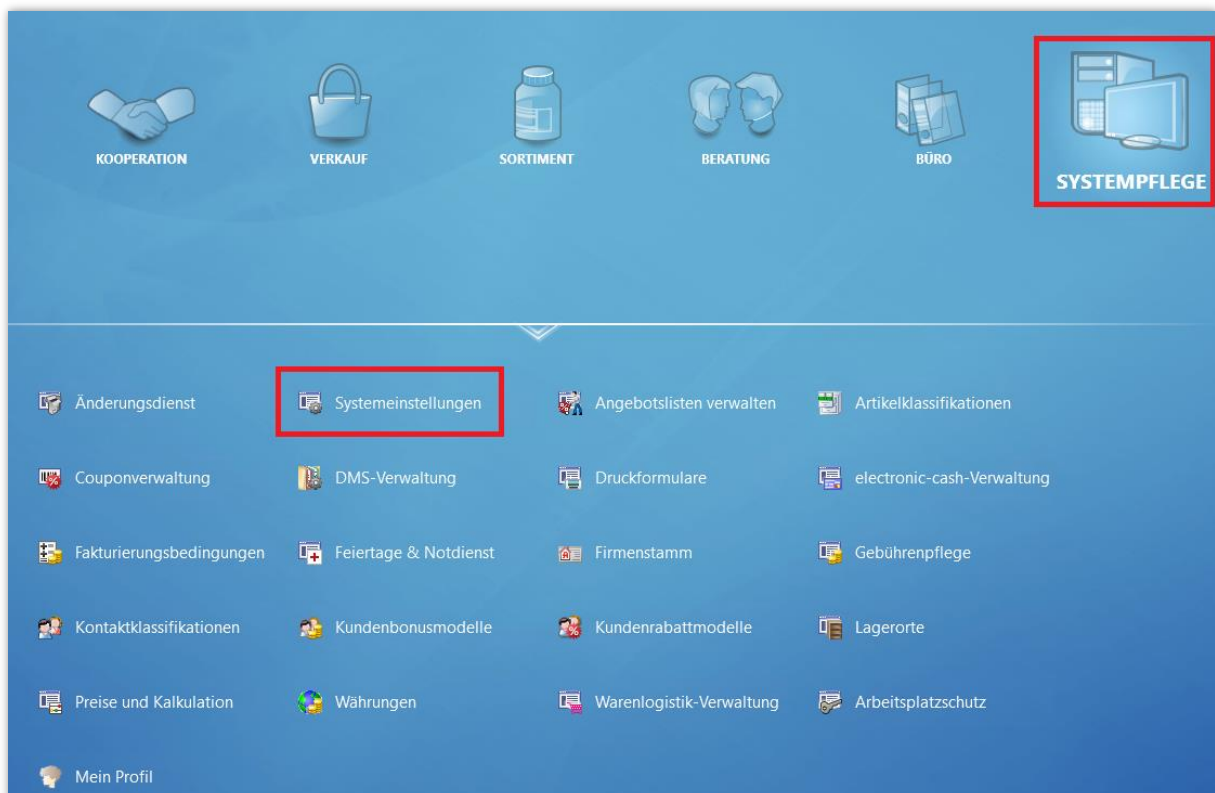 KOOPERATION
VERKAUF
SORTIMENT
BERATUNG
BÜRO
SYSTEMPFLEGE
Änderungsdienst
Systemeinstellungen
Angebotslisten verwalten
Artikelklassifikationen
Couponverwaltung
DMS-Verwaltung
Druckformulare
electronic-cash-Verwaltung
Fakturierungsbedingungen
Feiertage & Notdienst
Firmenstamm
Gebührenpflege
Kontaktklassifikationen
Kundenbonusmodelle
Kundenrabattmodelle
Lagerorte
Preise und Kalkulation
Währungen
Warenlogistik-Verwaltung
Arbeitsplatzschutz
Mein Profil